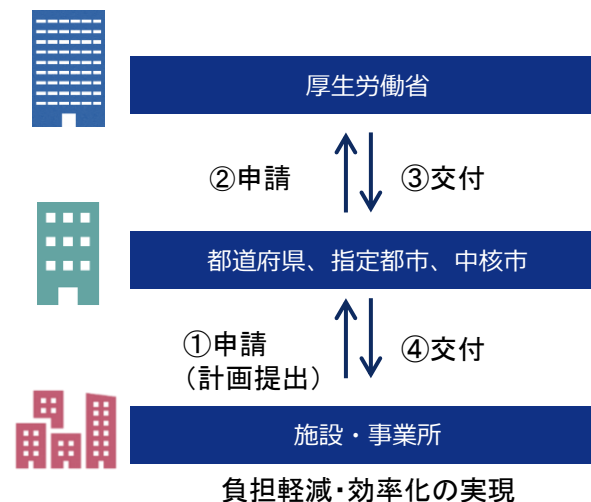 厚生労働省
②申請
③交付
都道府県、指定都市、中核市
①申請
（計画提出）
④交付
施設・事業所
負担軽減・効率化の実現